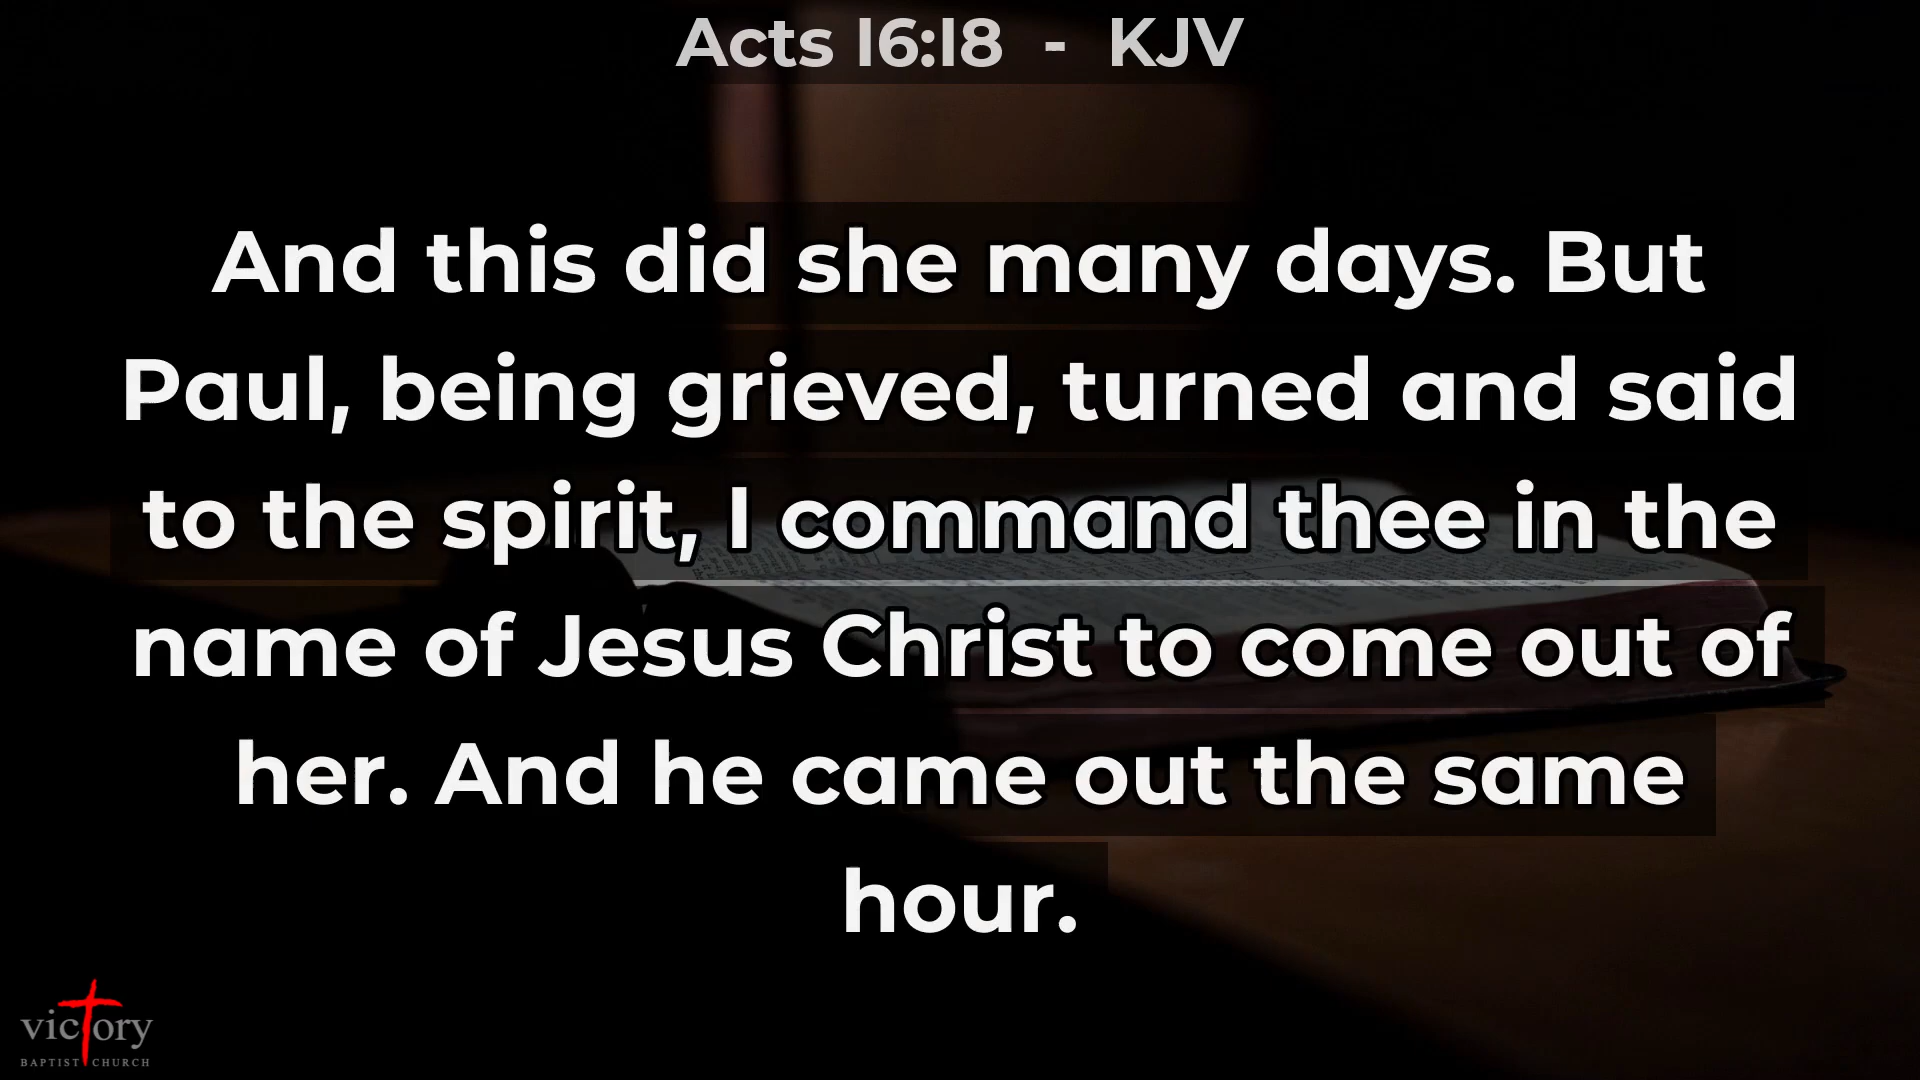 Acts 16:18 - KJV
And this did she many days. But
Paul, being grieved, turned and said
to the spirit, I command thee in the
name of Jesus Christ to come out of
her. And he came out the same
hour.
victory
BAPTIST CHURCH